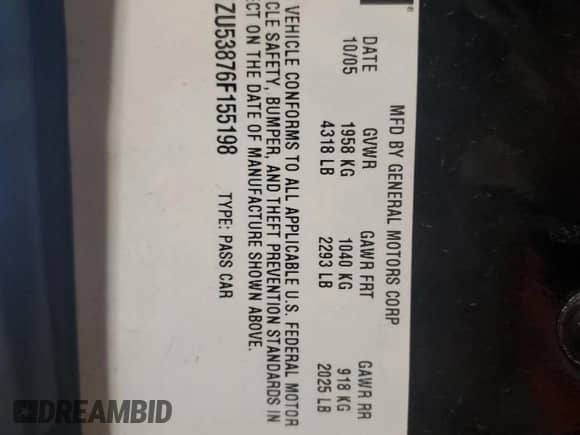 MFD BY GENERAL MOTORS CORP
DATE GVWR GAWR FRT GAWR RR
10/05 1958 KG 1040 KG 918 KG
4318 LB 2293 LB 2025 LB
VEHICLE CONFORMS TO ALL APPLICABLE U.S. FEDERAL MOTOR
CLE SAFETY, BUMPER, AND THEFT PREVENTION STANDARDS IN
ECT ON THE DATE OF MANUFACTURE SHOWN ABOVE.
ZU53876F155198 TYPE: PASS CAR
DREAMBID